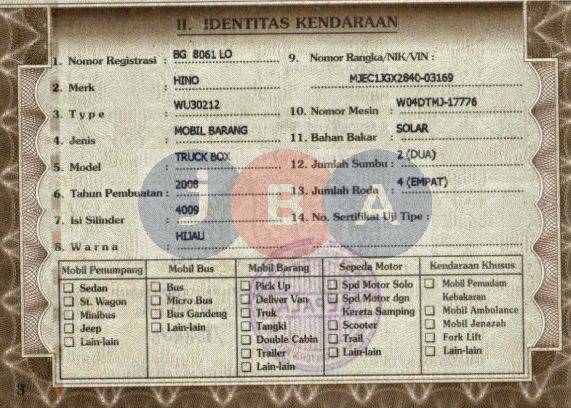 II. IDENTITAS KENDARAAN
1. Nomor Registrasi : BG 8061 LO
2. Merk : HINO
3. Type : WU30212
4. Jenis : MOBIL BARANG
5. Model : TRUCK BOX
6. Tahun Pembuatan : 2008
7. Isi Silinder : 4009
8. Warna : HIJAU
9. Nomor Rangka/NIK/VIN :
MJEC1JGX2840-03169
10. Nomor Mesin : W04DTMJ-17776
11. Bahan Bakar : SOLAR
12. Jumlah Sumbu : 2 (DUA)
13. Jumlah Roda : 4 (EMPAT)
14. No. Sertifikat Uji Tipe :
JBA
Mobil Penumpang
Sedan
St. Wagon
Minibus
Jeep
Lain-lain
Mobil Bus
Bus
Micro Bus
Bus Gandeng
Lain-lain
Mobil Barang
Pick Up
Deliver Van
Truk
Tangki
Double Cabin
Trailer
Lain-lain
Sepeda Motor
Spd Motor Solo
Spd Motor dgn
Kereta Samping
Scooter
Trail
Lain-lain
Kendaraan Khusus
Mobil Pemadam
Kebakaran
Mobil Ambulance
Mobil Jenazah
Fork Lift
Lain-lain
3